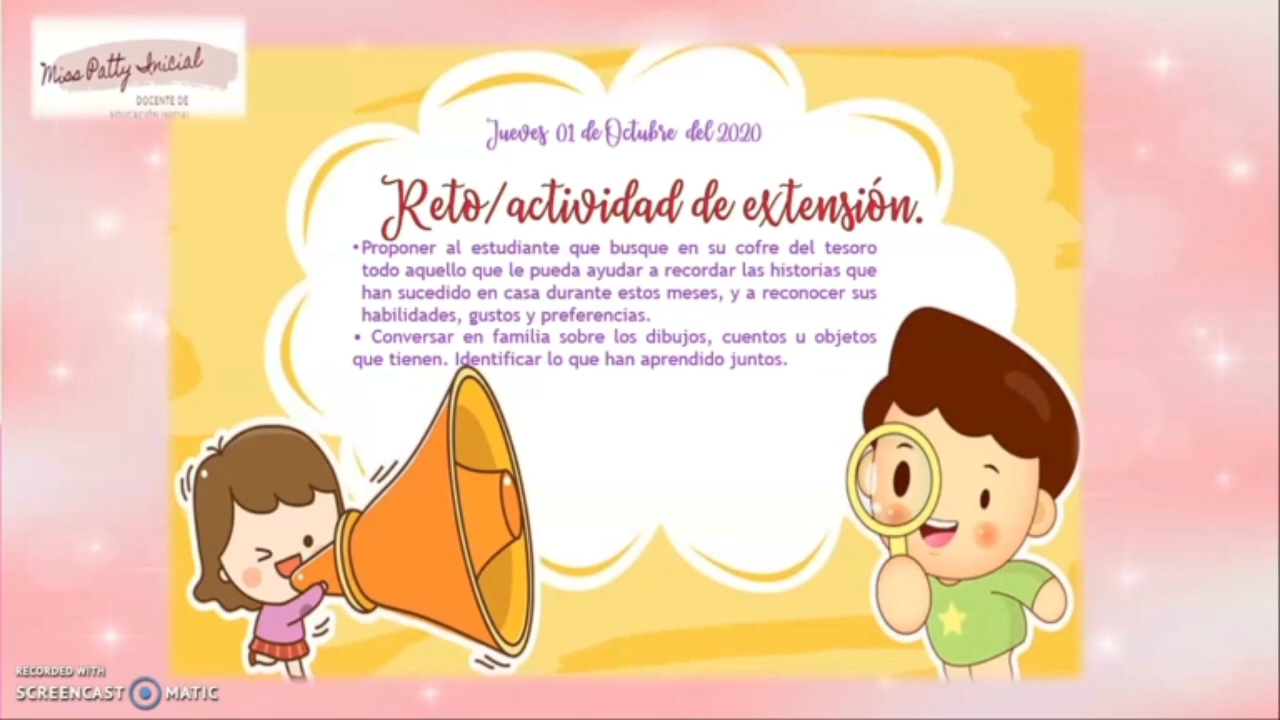 Miss Patty Inicial
DOCENTE DE
EDUCACIÓN INICIAL
Jueves 01 de Octubre del 2020
Reto/actividad de extensión.
•Proponer al estudiante que busque en su cofre del tesoro
todo aquello que le pueda ayudar a recordar las historias que
han sucedido en casa durante estos meses, y a reconocer sus
habilidades, gustos y preferencias.
• Conversar en familia sobre los dibujos, cuentos u objetos
que tienen. Identificar lo que han aprendido juntos.
RECORDED WITH
SCREENCAST MATIC